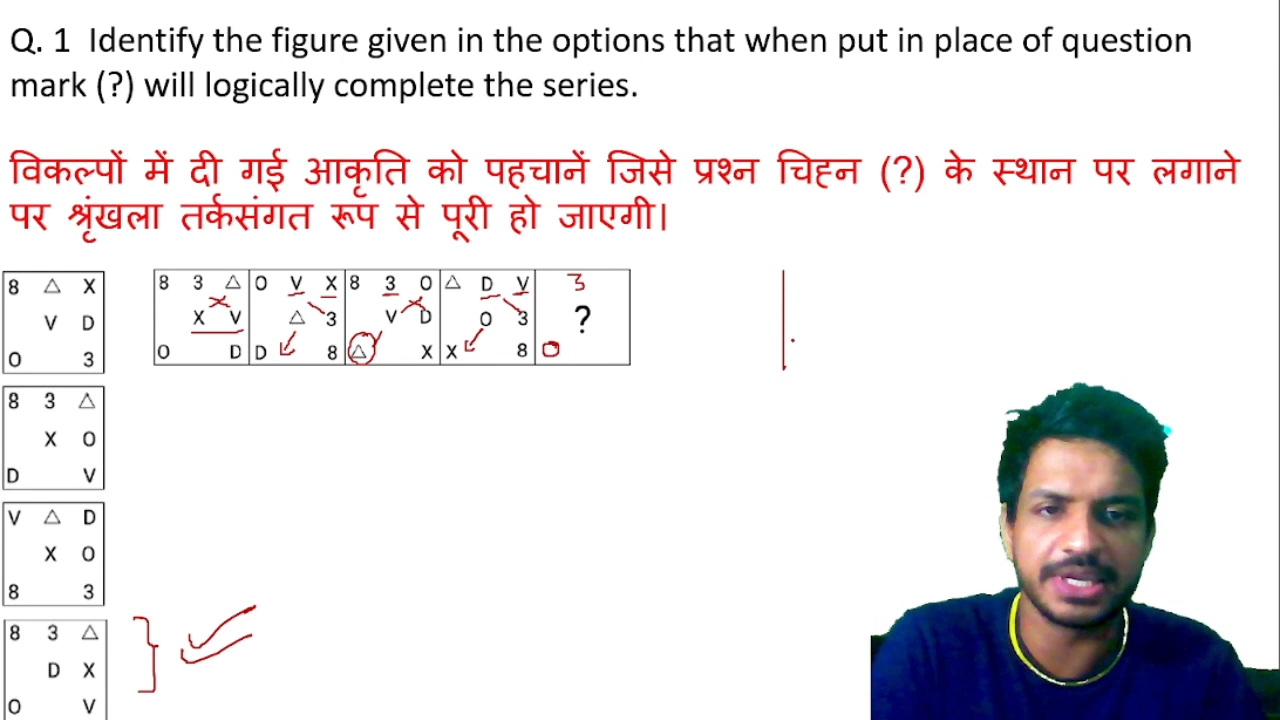 Q. 1 Identify the figure given in the options that when put in place of question
mark (?) will logically complete the series.
विकल्पों में दी गई आकृति को पहचानें जिसे प्रश्न चिह्न (?) के स्थान पर लगाने
पर श्रृंखला तर्कसंगत रूप से पूरी हो जाएगी।
8 △ X
V D
O 3
8 3 △ O V X 8 3 O △ D V 3
X V △ 3 V D O 3 ?
O D D 8 △ X X 8 O
8 3 △
X O
D V
V △ D
X O
8 3
8 3 △
D X
O V